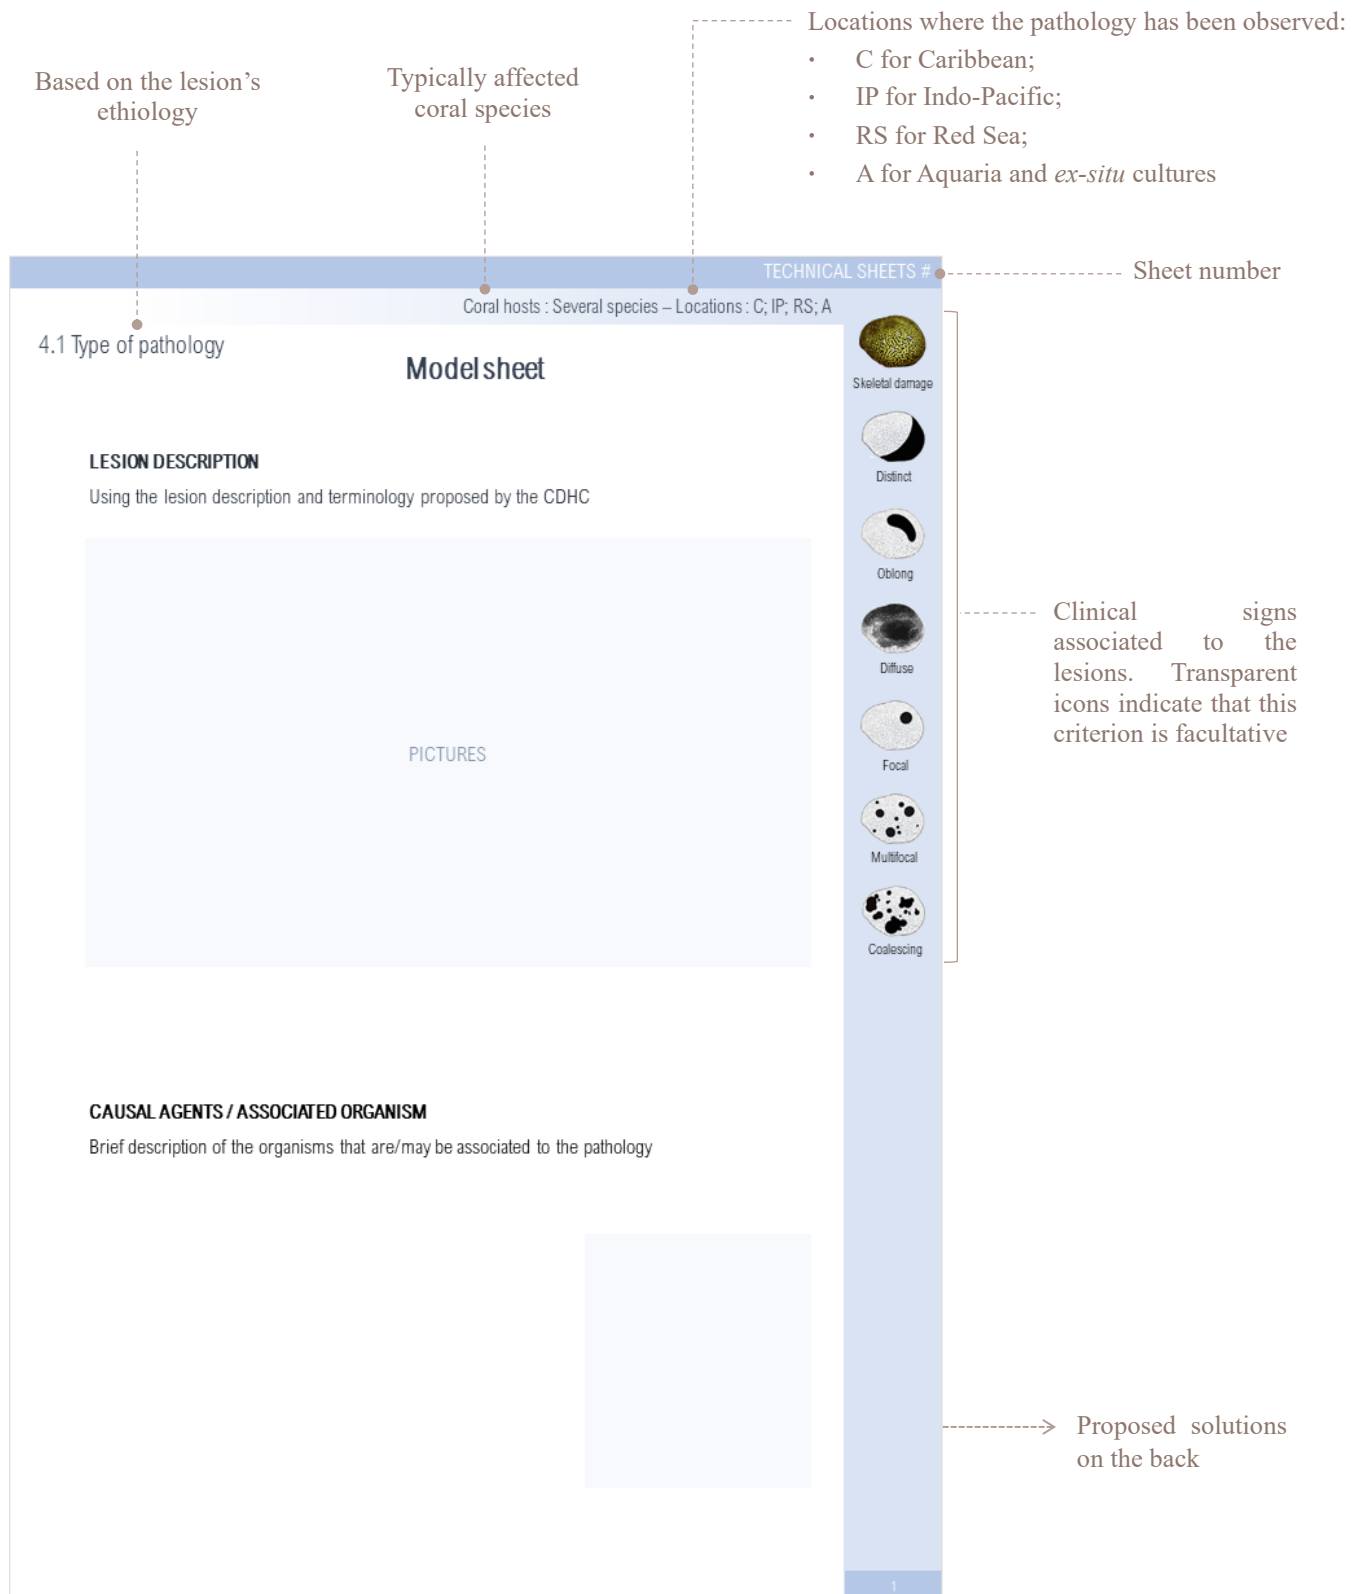 Locations where the pathology has been observed:
• C for Caribbean;
• IP for Indo-Pacific;
• RS for Red Sea;
• A for Aquaria and ex-situ cultures
Based on the lesion’s
ethiology
Typically affected
coral species
TECHNICAL SHEETS #
Sheet number
Coral hosts : Several species – Locations : C; IP; RS; A
4.1 Type of pathology
Model sheet
Skeletal damage
LESION DESCRIPTION
Using the lesion description and terminology proposed by the CDHC
Distinct
Oblong
Diffuse
Focal
Multifocal
Coalescing
Clinical signs
associated to the
lesions. Transparent
icons indicate that this
criterion is facultative
PICTURES
CAUSAL AGENTS / ASSOCIATED ORGANISM
Brief description of the organisms that are/may be associated to the pathology
Proposed solutions
on the back
1